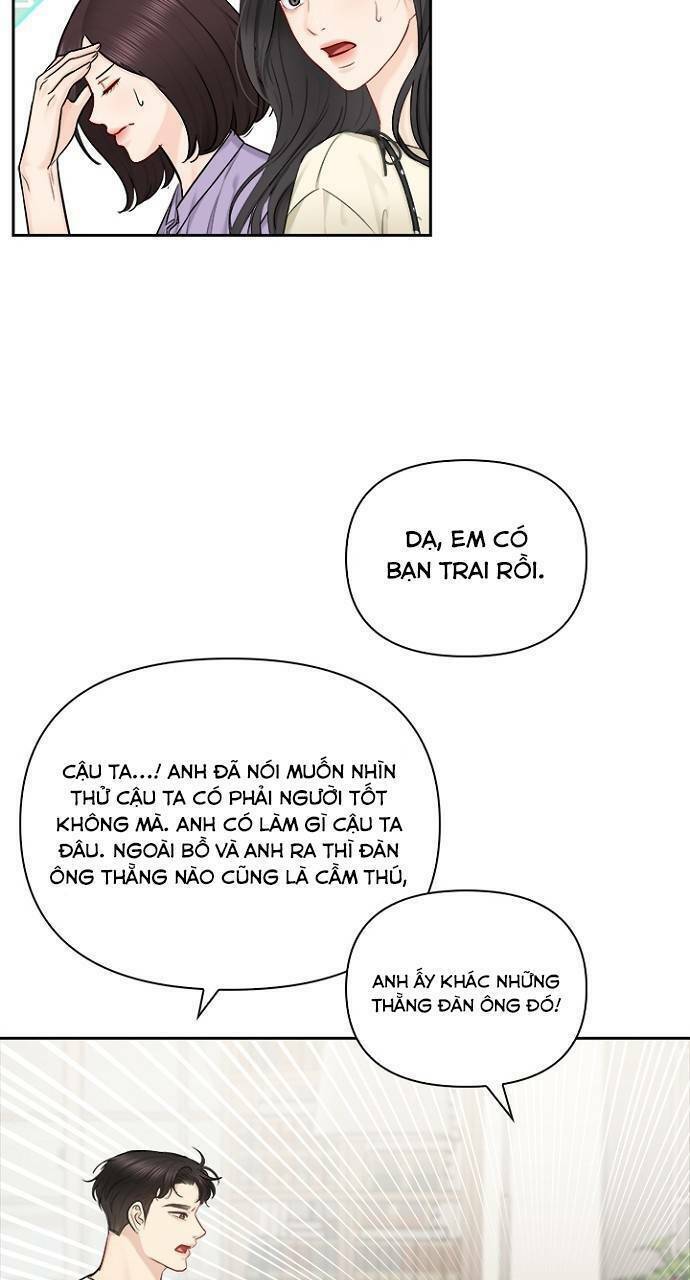 DẠ, EM CÓ
BẠN TRAI RỒI.
CẬU TA...! ANH ĐÃ NÓI MUỐN NHÌN
THỬ CẬU TA CÓ PHẢI NGƯỜI TỐT
KHÔNG MÀ. ANH CÓ LÀM GÌ CẬU TA
ĐÂU. NGOÀI BỒ VÀ ANH RA THÌ ĐÀN
ÔNG THẰNG NÀO CŨNG LÀ CẦM THÚ,
ANH ẤY KHÁC NHỮNG
THẰNG ĐÀN ÔNG ĐÓ!